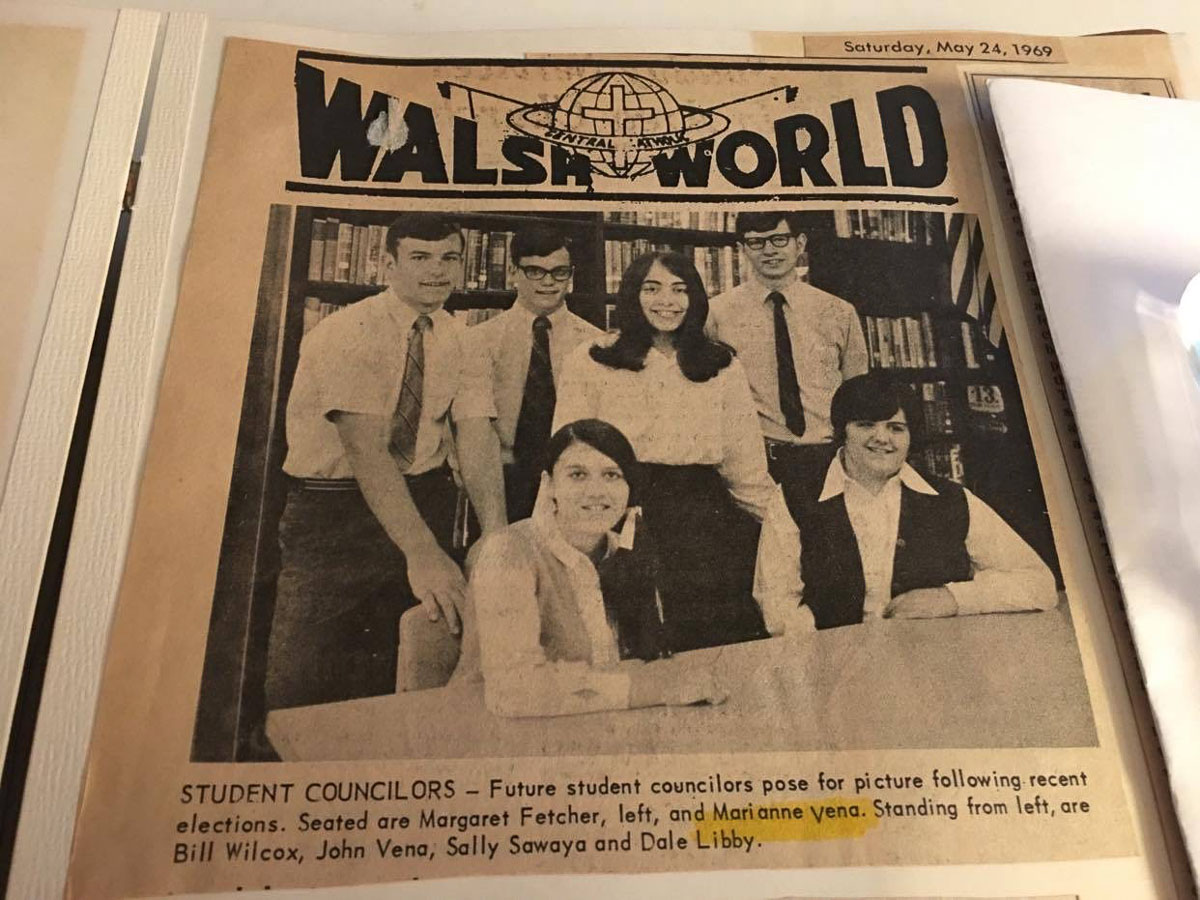 Saturday, May 24, 1969
WALSH WORLD
CENTRAL CATHOLIC
13.
STUDENT COUNCILORS – Future student councilors pose for picture following recent
elections. Seated are Margaret Fetcher, left, and Marianne Vena. Standing from left, are
Bill Wilcox, John Vena, Sally Sawaya and Dale Libby.